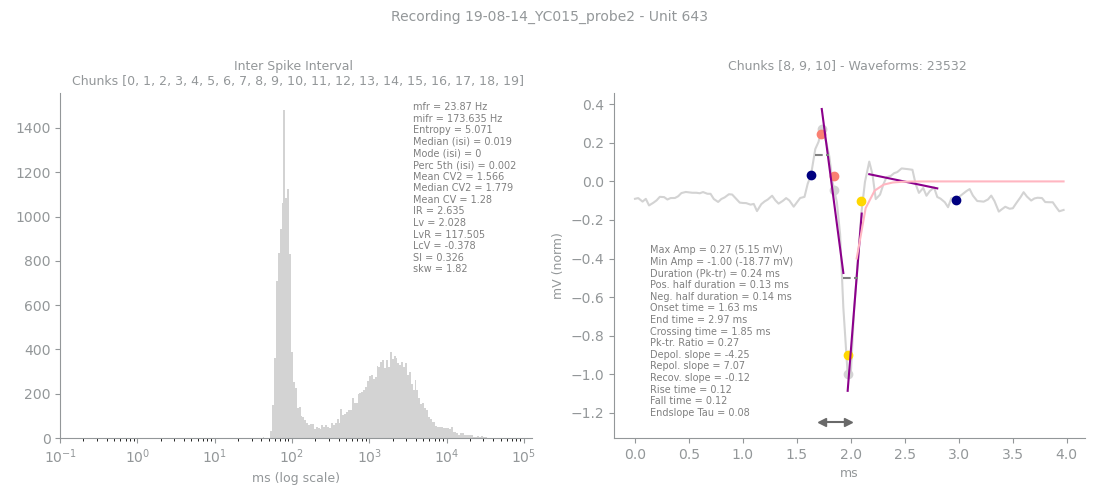 Recording 19-08-14_YC015_probe2 - Unit 643
Inter Spike Interval
Chunks [0, 1, 2, 3, 4, 5, 6, 7, 8, 9, 10, 11, 12, 13, 14, 15, 16, 17, 18, 19]
mfr = 23.87 Hz
mifr = 173.635 Hz
Entropy = 5.071
Median (isi) = 0.019
Mode (isi) = 0
Perc 5th (isi) = 0.002
Mean CV2 = 1.566
Median CV2 = 1.779
Mean CV = 1.28
IR = 2.635
Lv = 2.028
LvR = 117.505
LcV = -0.378
SI = 0.326
skw = 1.82
1400
1200
1000
800
600
400
200
0
10⁻¹ 10⁰ 10¹ 10² 10³ 10⁴ 10⁵
ms (log scale)
Chunks [8, 9, 10] - Waveforms: 23532
mV (norm)
0.4
0.2
0.0
−0.2
−0.4
−0.6
−0.8
−1.0
−1.2
Max Amp = 0.27 (5.15 mV)
Min Amp = -1.00 (-18.77 mV)
Duration (Pk-tr) = 0.24 ms
Pos. half duration = 0.13 ms
Neg. half duration = 0.14 ms
Onset time = 1.63 ms
End time = 2.97 ms
Crossing time = 1.85 ms
Pk-tr. Ratio = 0.27
Depol. slope = -4.25
Repol. slope = 7.07
Recov. slope = -0.12
Rise time = 0.12
Fall time = 0.12
Endslope Tau = 0.08
0.0 0.5 1.0 1.5 2.0 2.5 3.0 3.5 4.0
ms